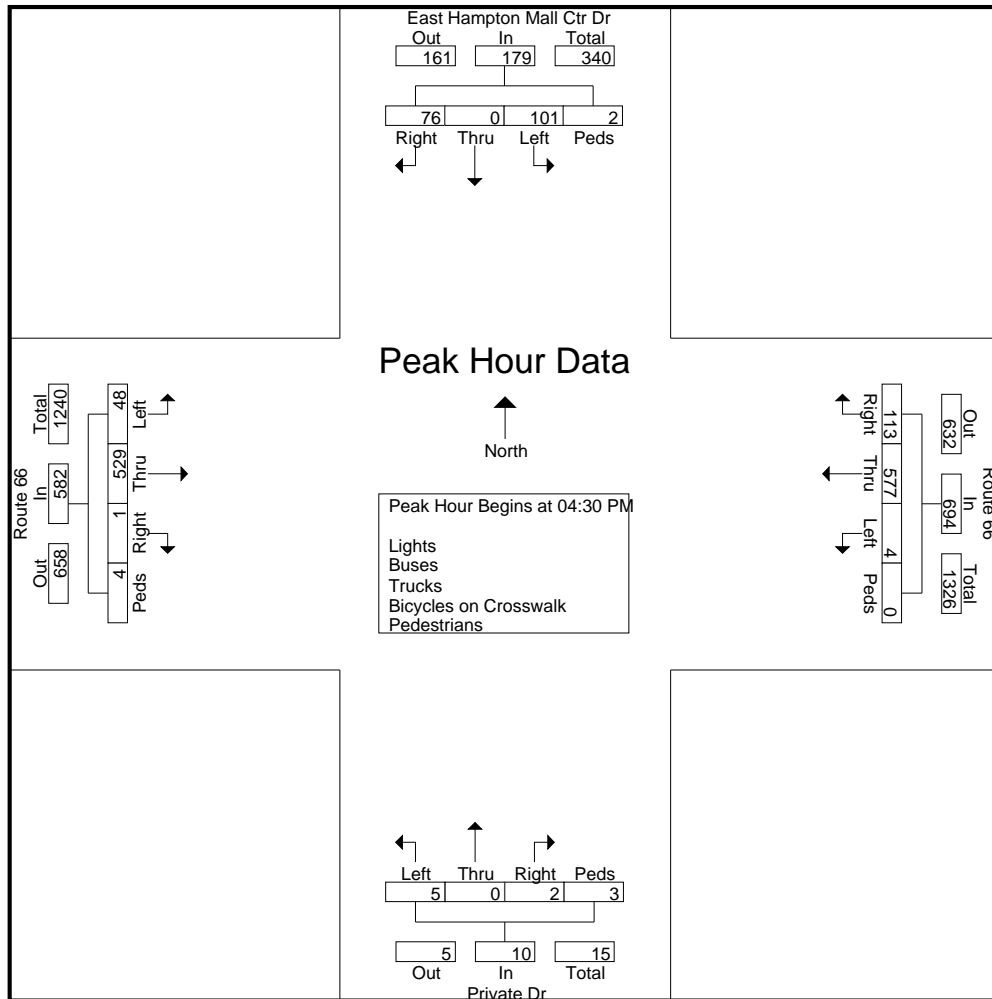 East Hampton Mall Ctr Dr
Out In Total
161 179 340
76 0 101 2
Right Thru Left Peds
Peak Hour Data
North
Peak Hour Begins at 04:30 PM
Lights
Buses
Trucks
Bicycles on Crosswalk
Pedestrians
Route 66
Total In Out
1240 582 658
48 529 1 4
Left Thru Right Peds
Route 66
Out In Total
632 694 1326
113 577 4 0
Right Thru Left Peds
Left Thru Right Peds
5 0 2 3
5 10 15
Out In Total
Private Dr